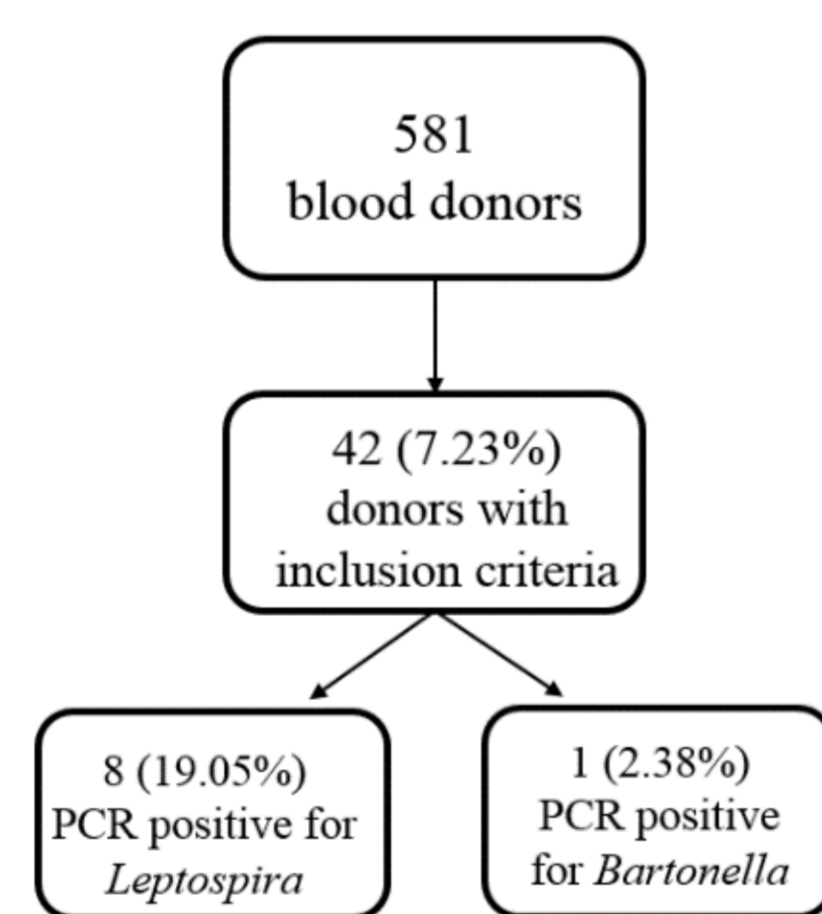 581
blood donors
42 (7.23%)
donors with
inclusion criteria
8 (19.05%)
PCR positive for
Leptospira
1 (2.38%)
PCR positive
for Bartonella